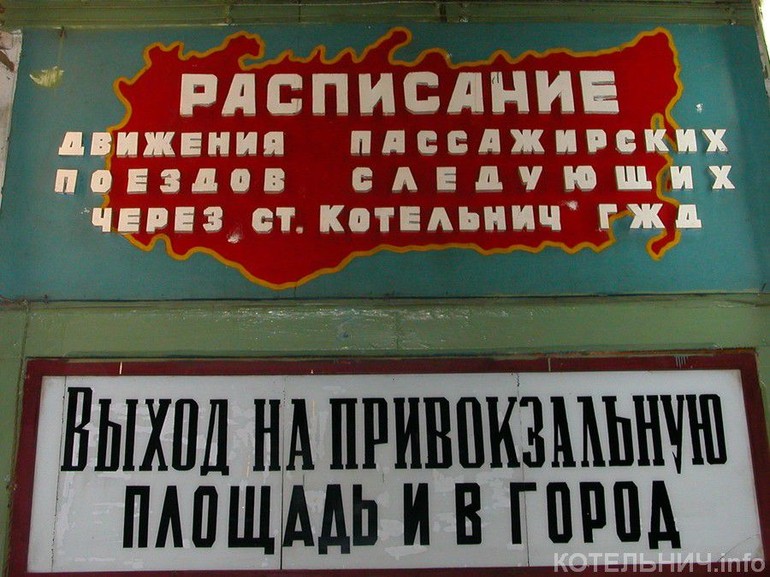 РАСПИСАНИЕ
ДВИЖЕНИЯ ПАССАЖИРСКИХ
ПОЕЗДОВ СЛЕДУЮЩИХ
ЧЕРЕЗ СТ. КОТЕЛЬНИЧ ГЖД
ВЫХОД НА ПРИВОКЗАЛЬНУЮ
ПЛОЩАДЬ И В ГОРОД
КОТЕЛЬНИЧ.info